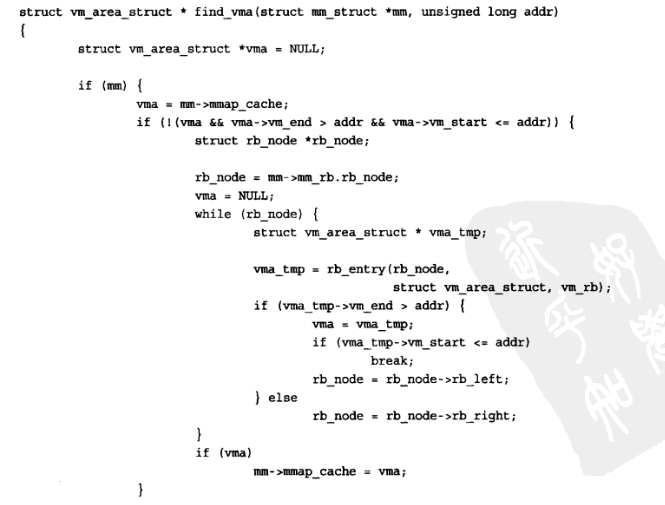 struct vm_area_struct * find_vma(struct mm_struct *mm, unsigned long addr)
{
        struct vm_area_struct *vma = NULL;

        if (mm) {
                vma = mm->mmap_cache;
                if (!(vma && vma->vm_end > addr && vma->vm_start <= addr)) {
                        struct rb_node *rb_node;

                        rb_node = mm->mm_rb.rb_node;
                        vma = NULL;
                        while (rb_node) {
                                struct vm_area_struct * vma_tmp;

                                vma_tmp = rb_entry(rb_node,
                                                struct vm_area_struct, vm_rb);
                                if (vma_tmp->vm_end > addr) {
                                        vma = vma_tmp;
                                        if (vma_tmp->vm_start <= addr)
                                                break;
                                        rb_node = rb_node->rb_left;
                                } else
                                        rb_node = rb_node->rb_right;
                        }
                        if (vma)
                                mm->mmap_cache = vma;
                }